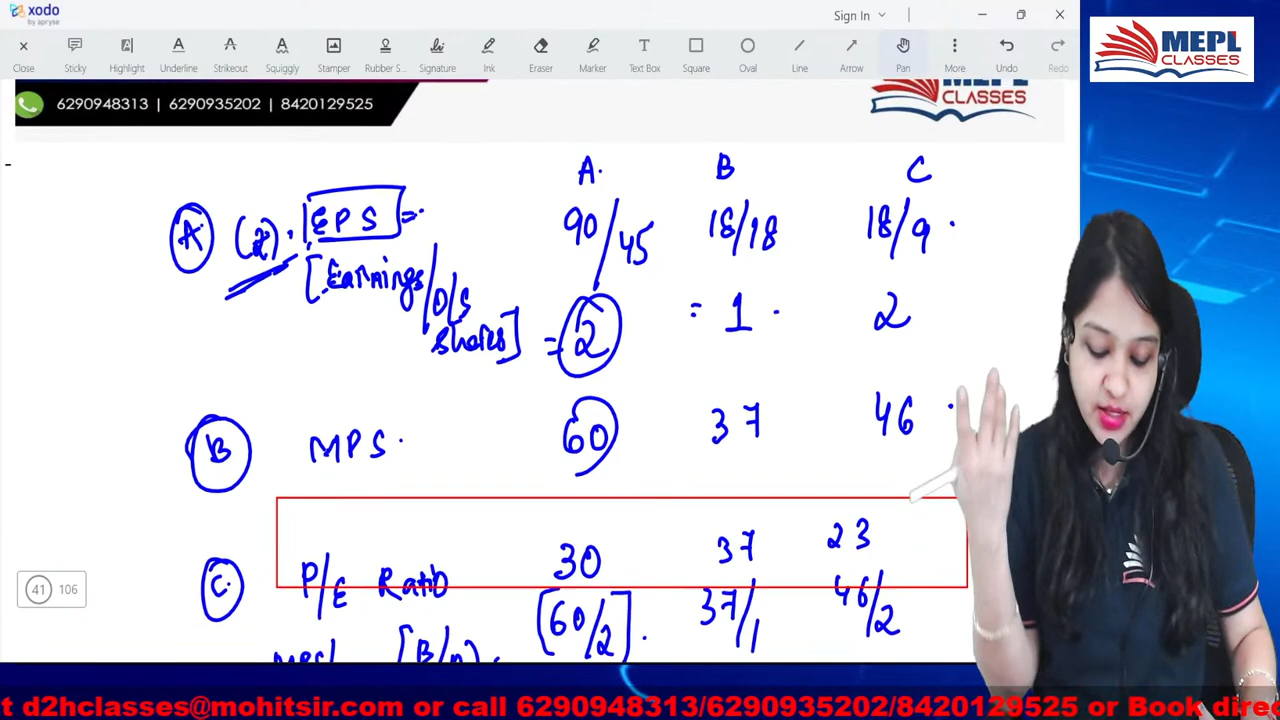 xodo
by apryse
Sign In
Close Sticky Highlight Underline Strikeout Squiggly Stamper Rubber S... Signature Ink Eraser Marker Text Box Square Oval Line Arrow Pan More Undo Redo
MEPL
CLASSES
6290948313 | 6290935202 | 8420129525
CLASSES
A. B C
A EPS = 90/45 18/18 18/9
[Earnings/O/S shares] = 2 = 1 2
B MPS 60 37 46
C P/E Ratio 30 37 23
[60/2] 37/1 46/2
41 106
t d2hclasses@mohitsir.com or call 6290948313/6290935202/8420129525 or Book direc